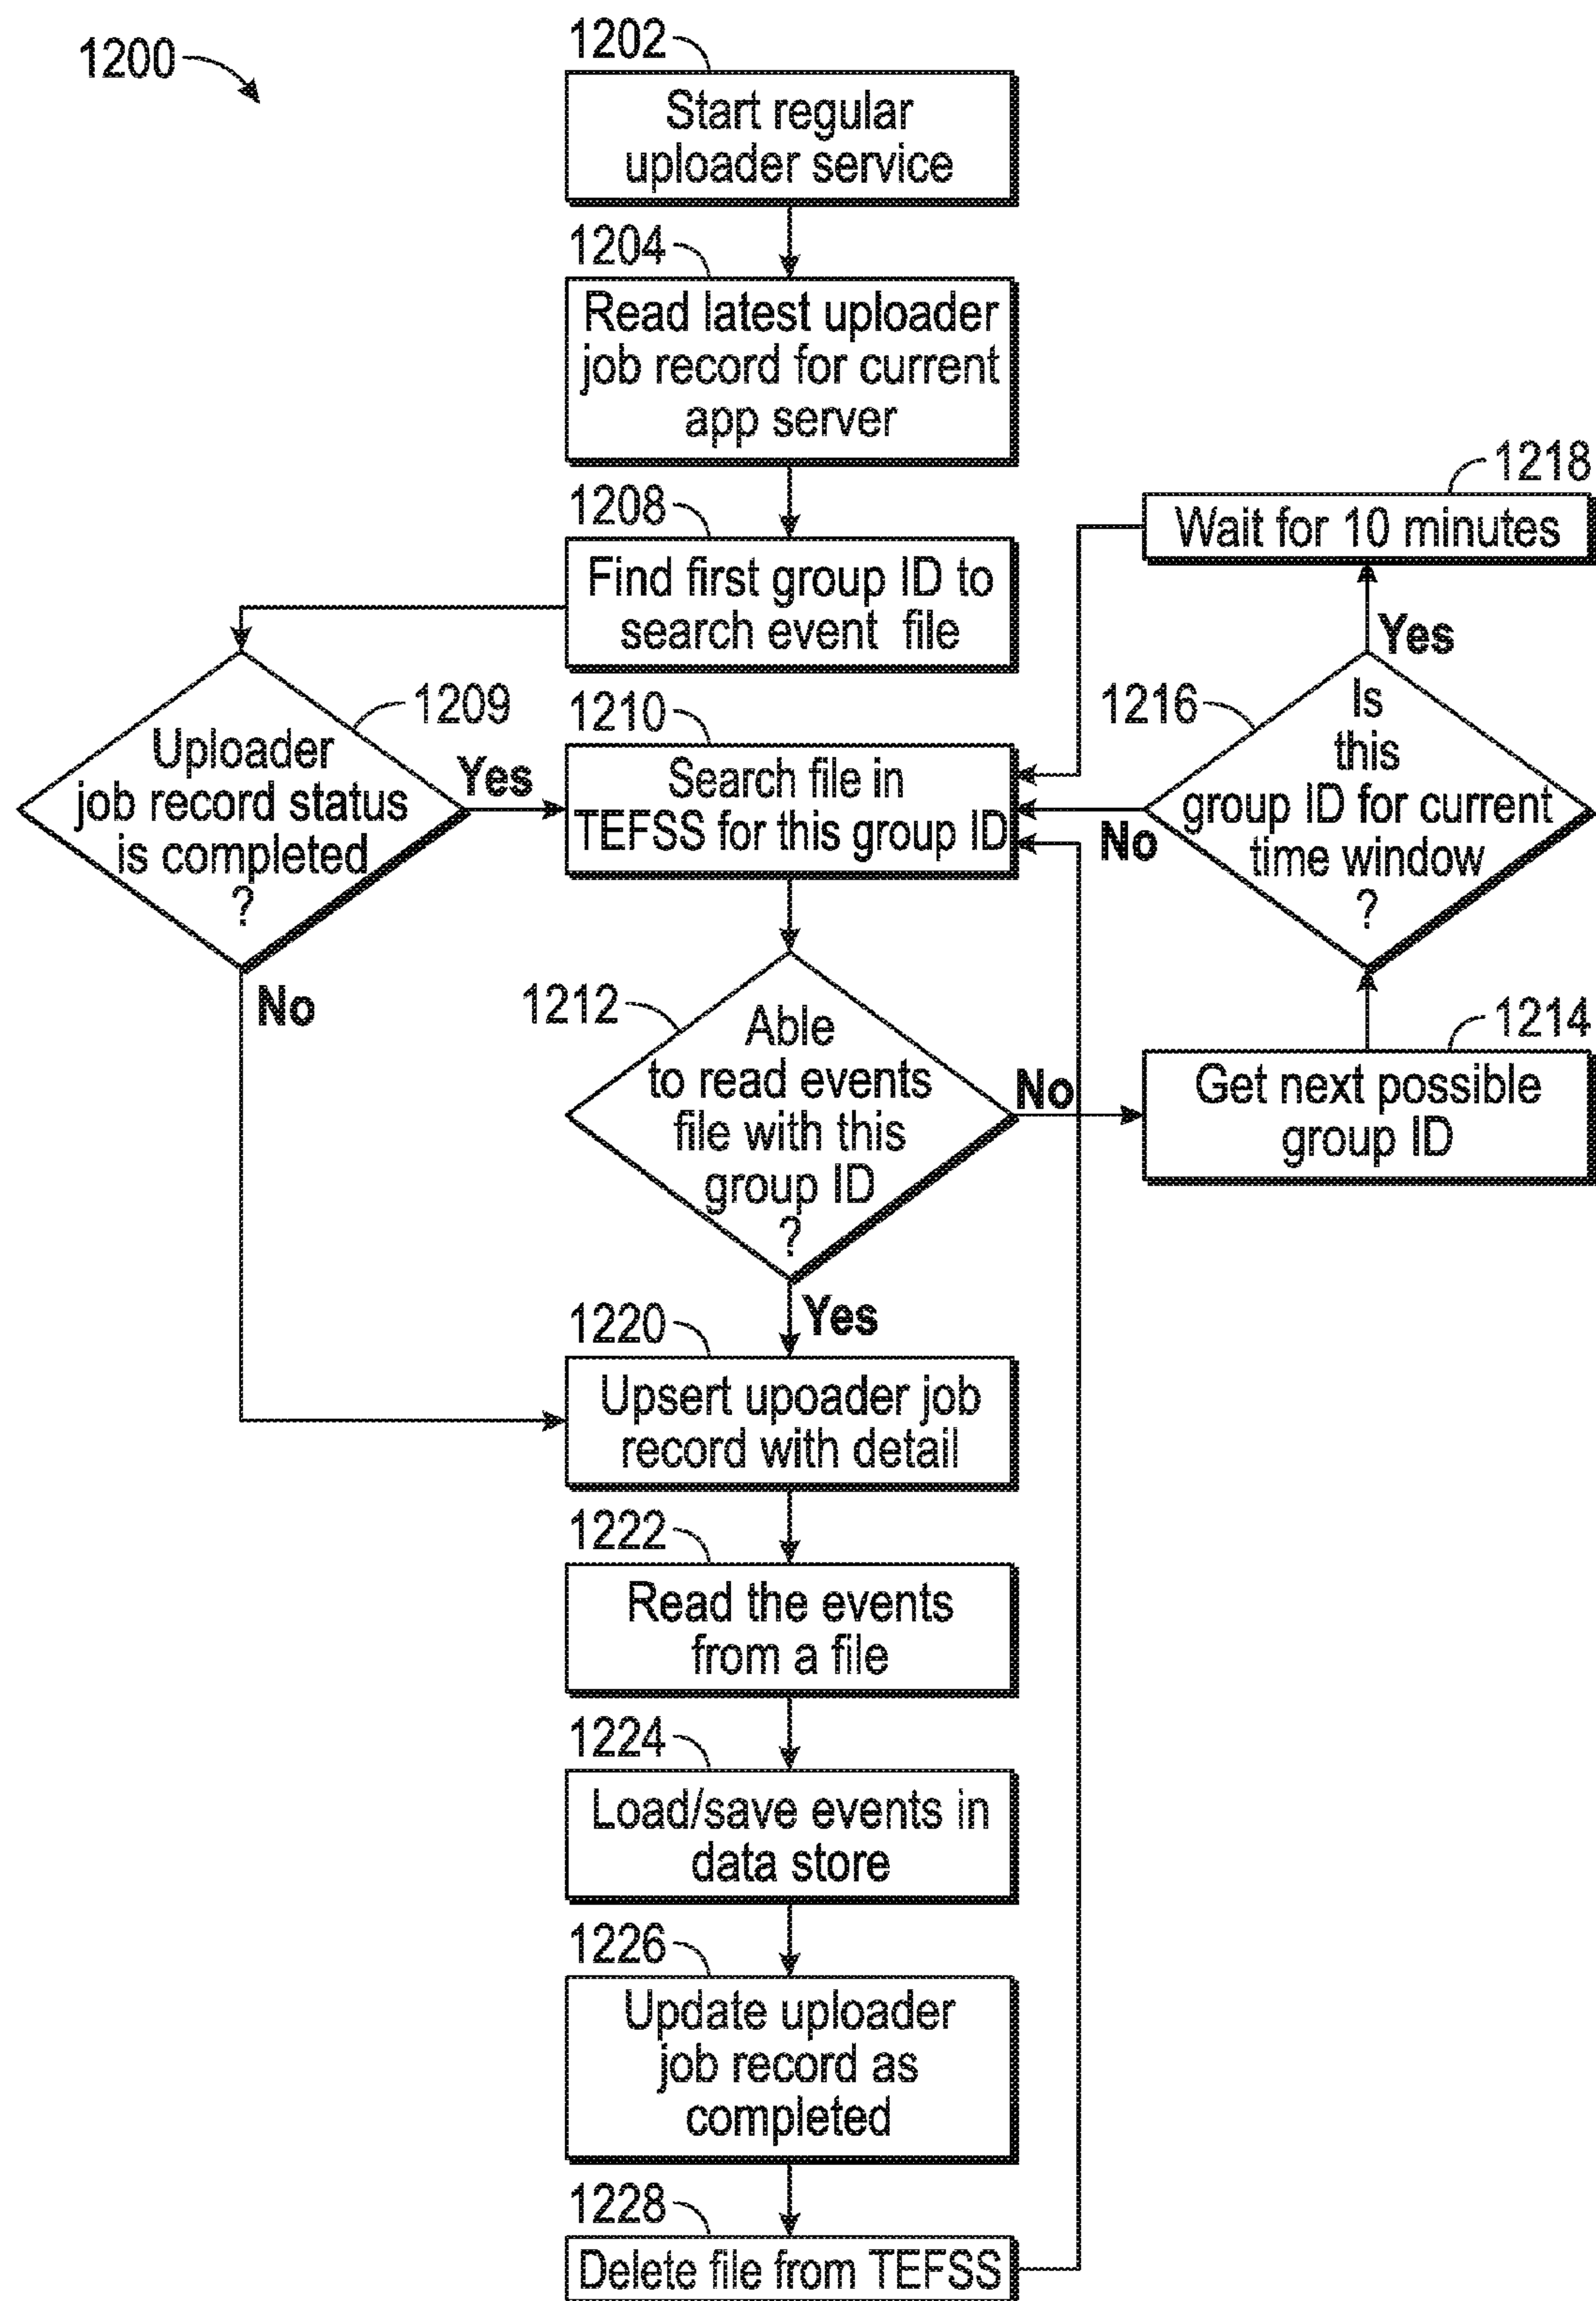 1200
1202
Start regular
uploader service
1204
Read latest uploader
job record for current
app server
1208
Find first group ID to
search event file
1218
Wait for 10 minutes
Yes
1209
Uploader
job record status
is completed
?
Yes
No
1210
Search file in
TEFSS for this group ID
1216
Is
this
group ID for current
time window
?
No
1212
Able
to read events
file with this
group ID
?
No
Yes
1214
Get next possible
group ID
1220
Upsert upoader job
record with detail
1222
Read the events
from a file
1224
Load/save events in
data store
1226
Update uploader
job record as
completed
1228
Delete file from TEFSS